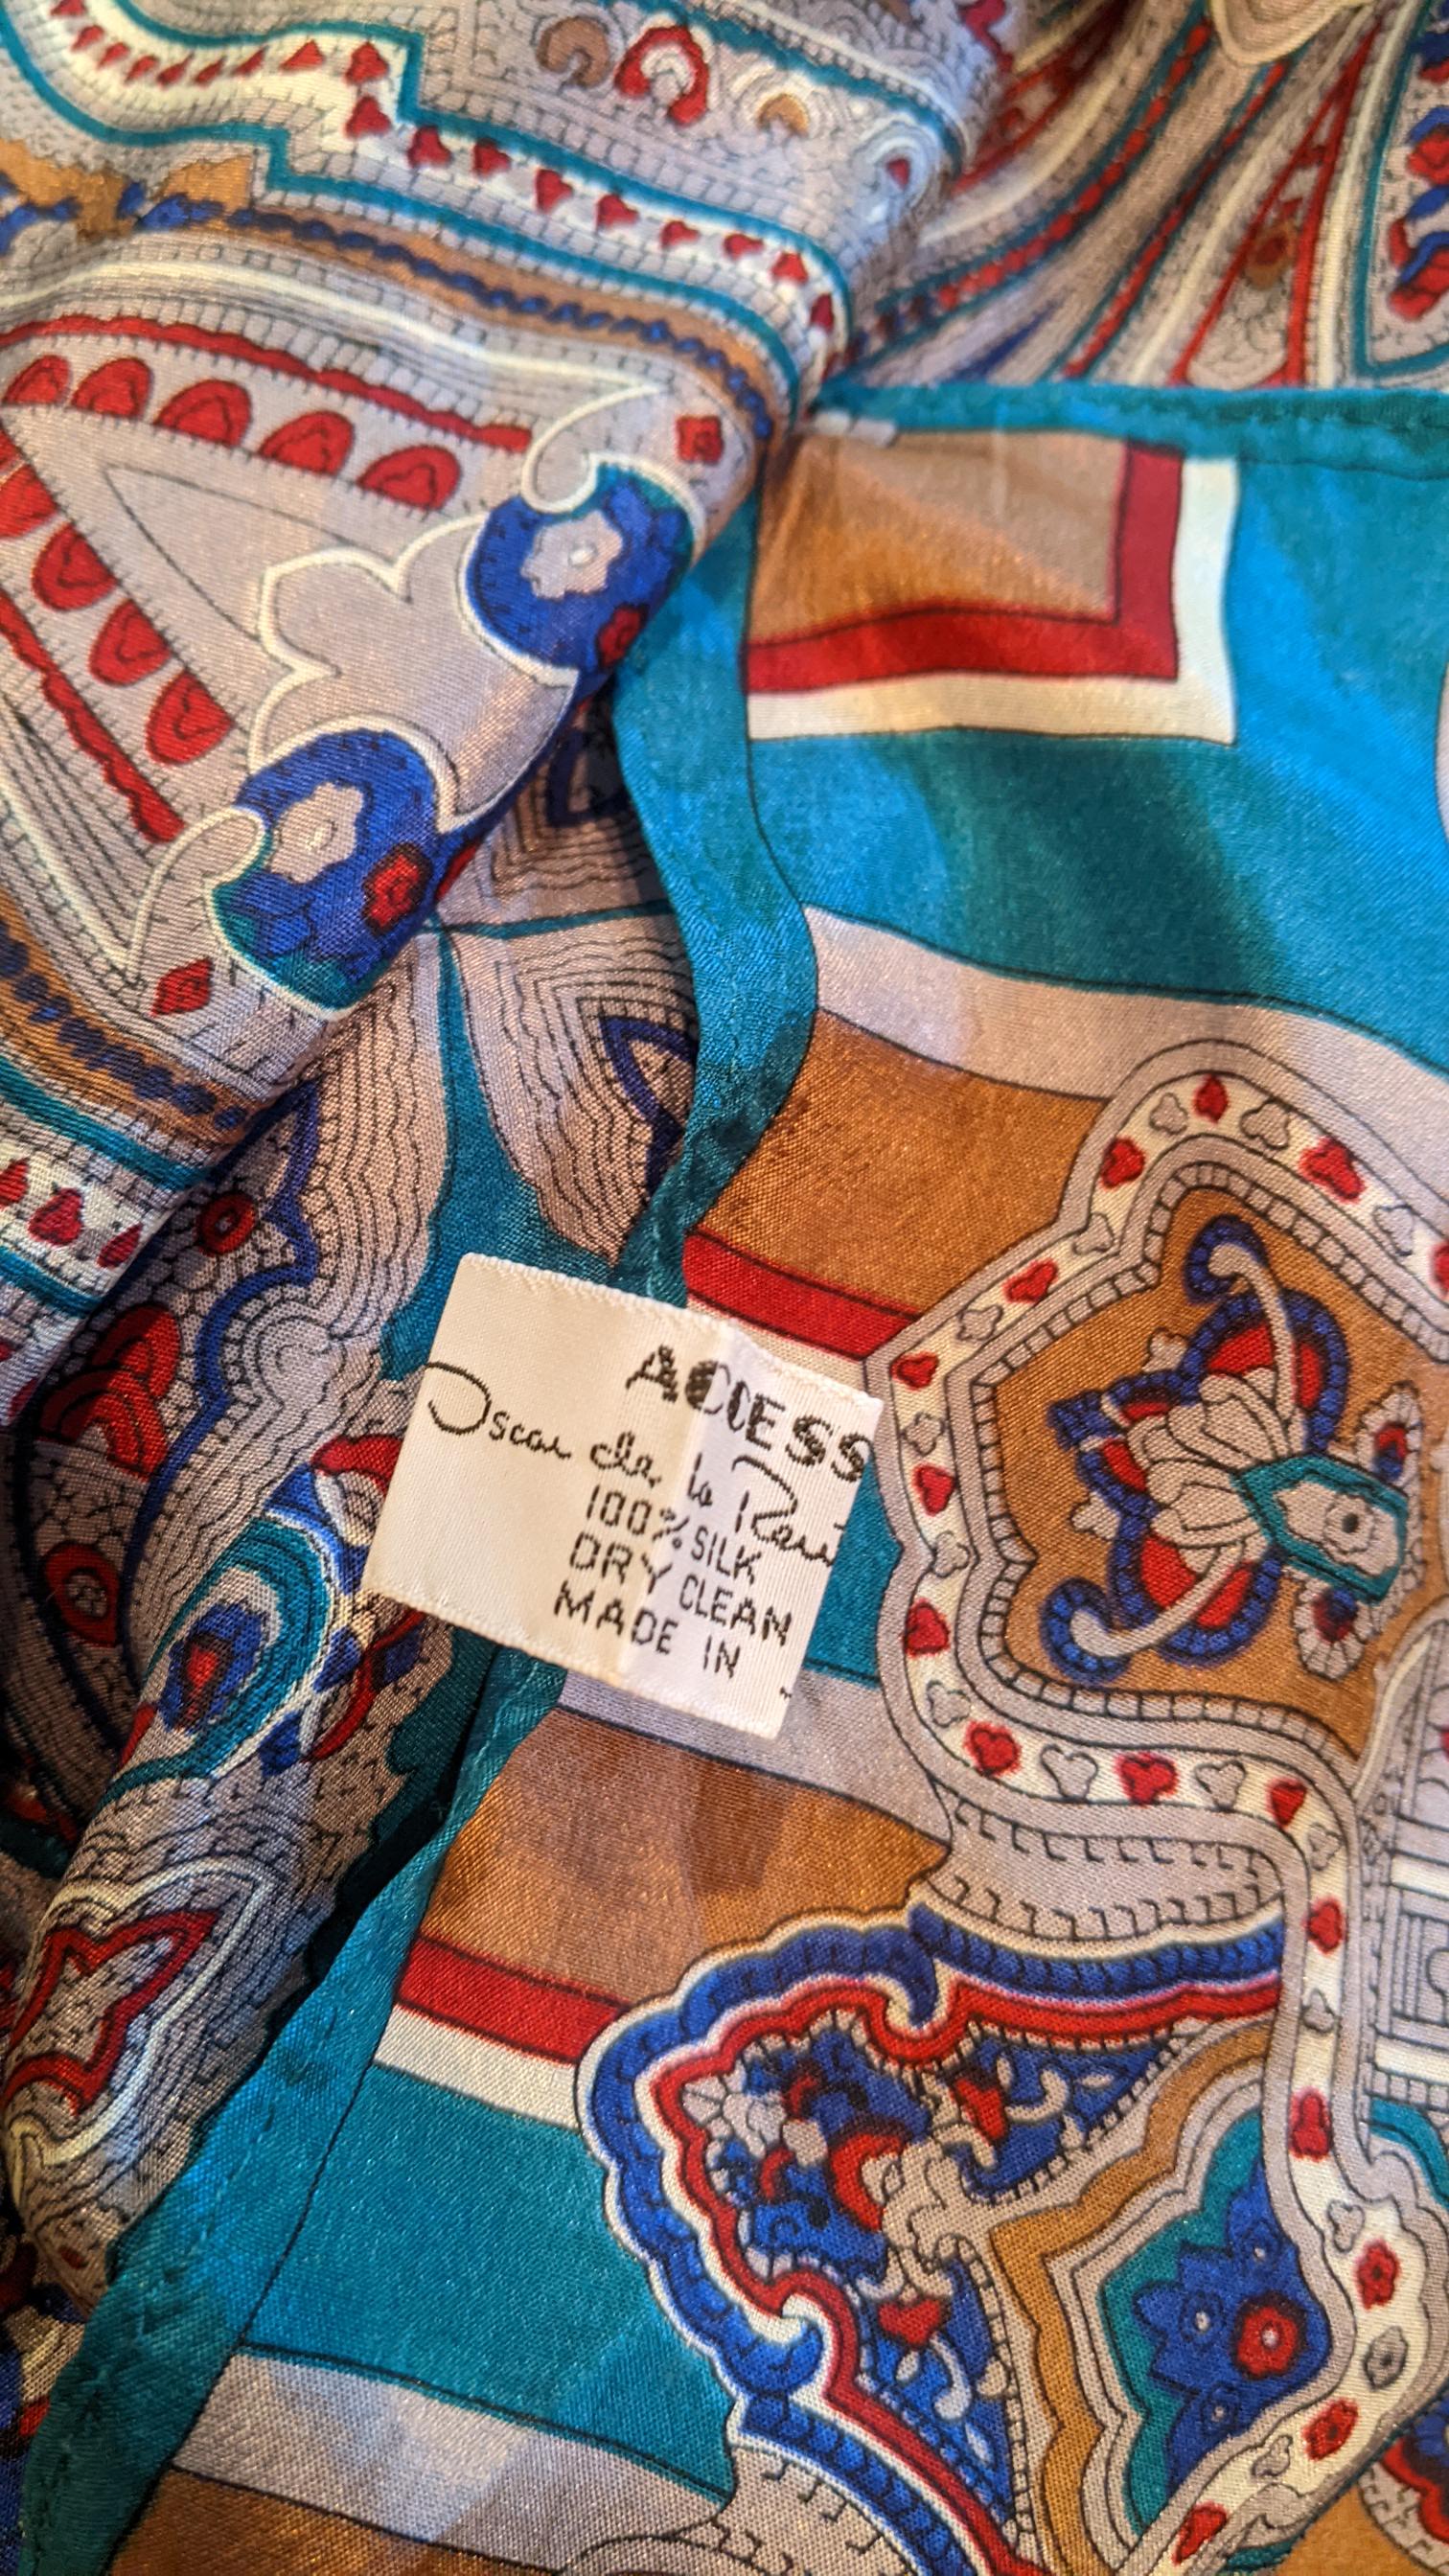 ACCESS
Oscar de la Ren
100% SILK
DRY CLEAN
MADE IN